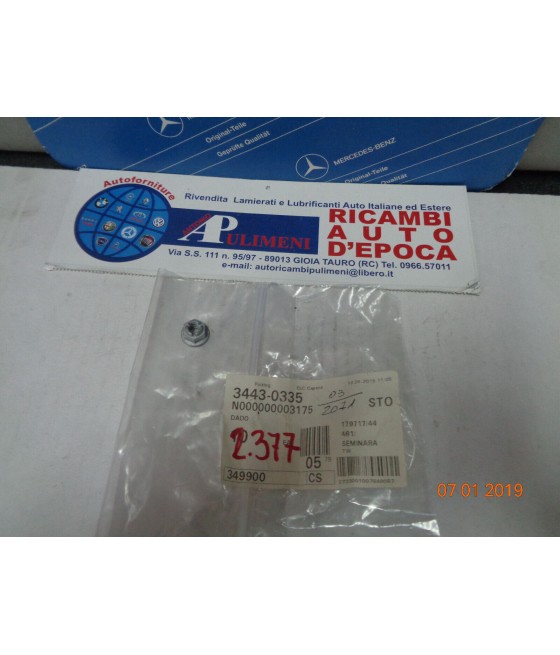 Original-Teile
Geprüfte Qualität
MERCEDES-BENZ
Original-Teile
Geprüfte Qualität
Autoforniture
Rivendita Lamierati e Lubrificanti Auto Italiane ed Estere
PULIMENI
RICAMBI
AUTO
D'EPOCA
Via S.S. 111 n. 95/97 - 89013 GIOIA TAURO (RC) Tel. 0966.57011
e-mail: autoricambipulimeni@libero.it
3443-0335
N000000003175
DADO
03
2021
STO
2.377
05
349900
CS
SEMINARA
07 01 2019